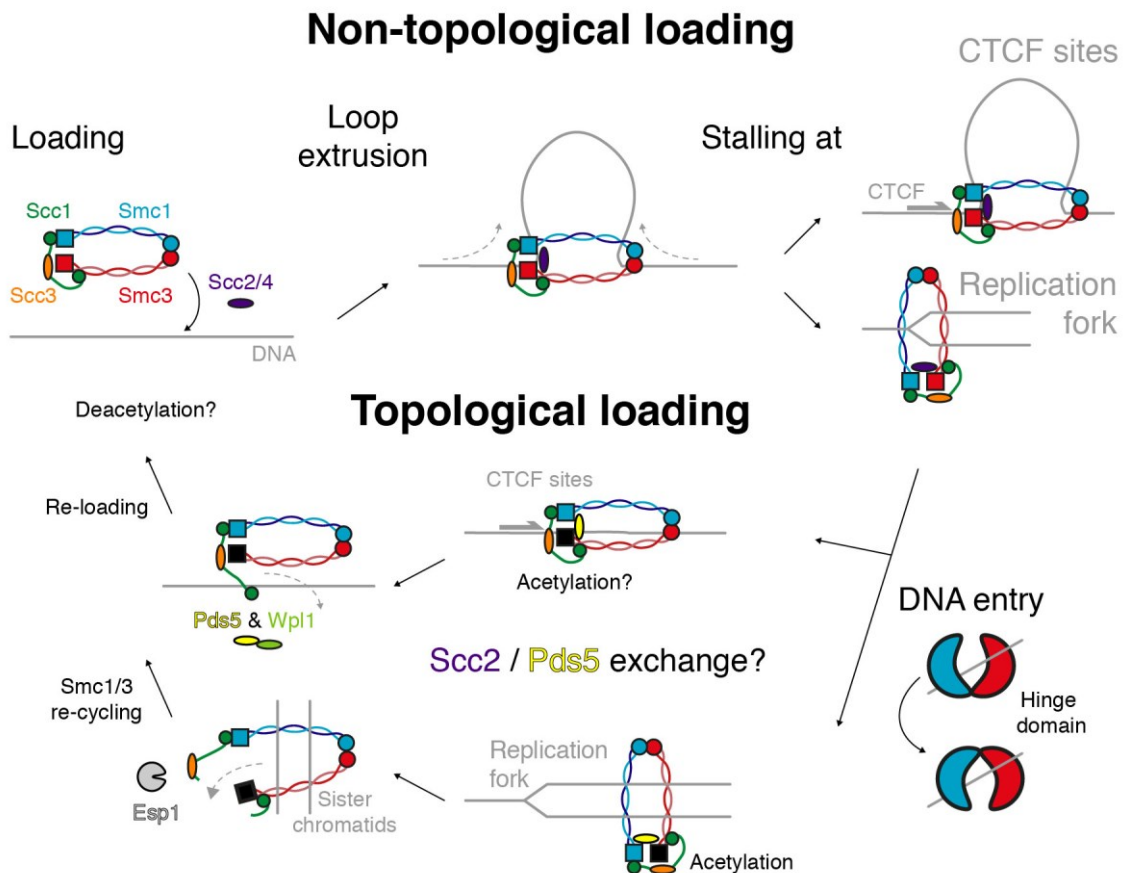 Non-topological loading
Loading
Loop
extrusion
Stalling at
CTCF sites
CTCF
Scc1
Smc1
Scc3
Smc3
Scc2/4
DNA
Replication
fork
Topological loading
Deacetylation?
Re-loading
Pds5 & Wpl1
CTCF sites
Acetylation?
Scc2 / Pds5 exchange?
DNA entry
Hinge
domain
Smc1/3
re-cycling
Esp1
Sister
chromatids
Replication
fork
Acetylation